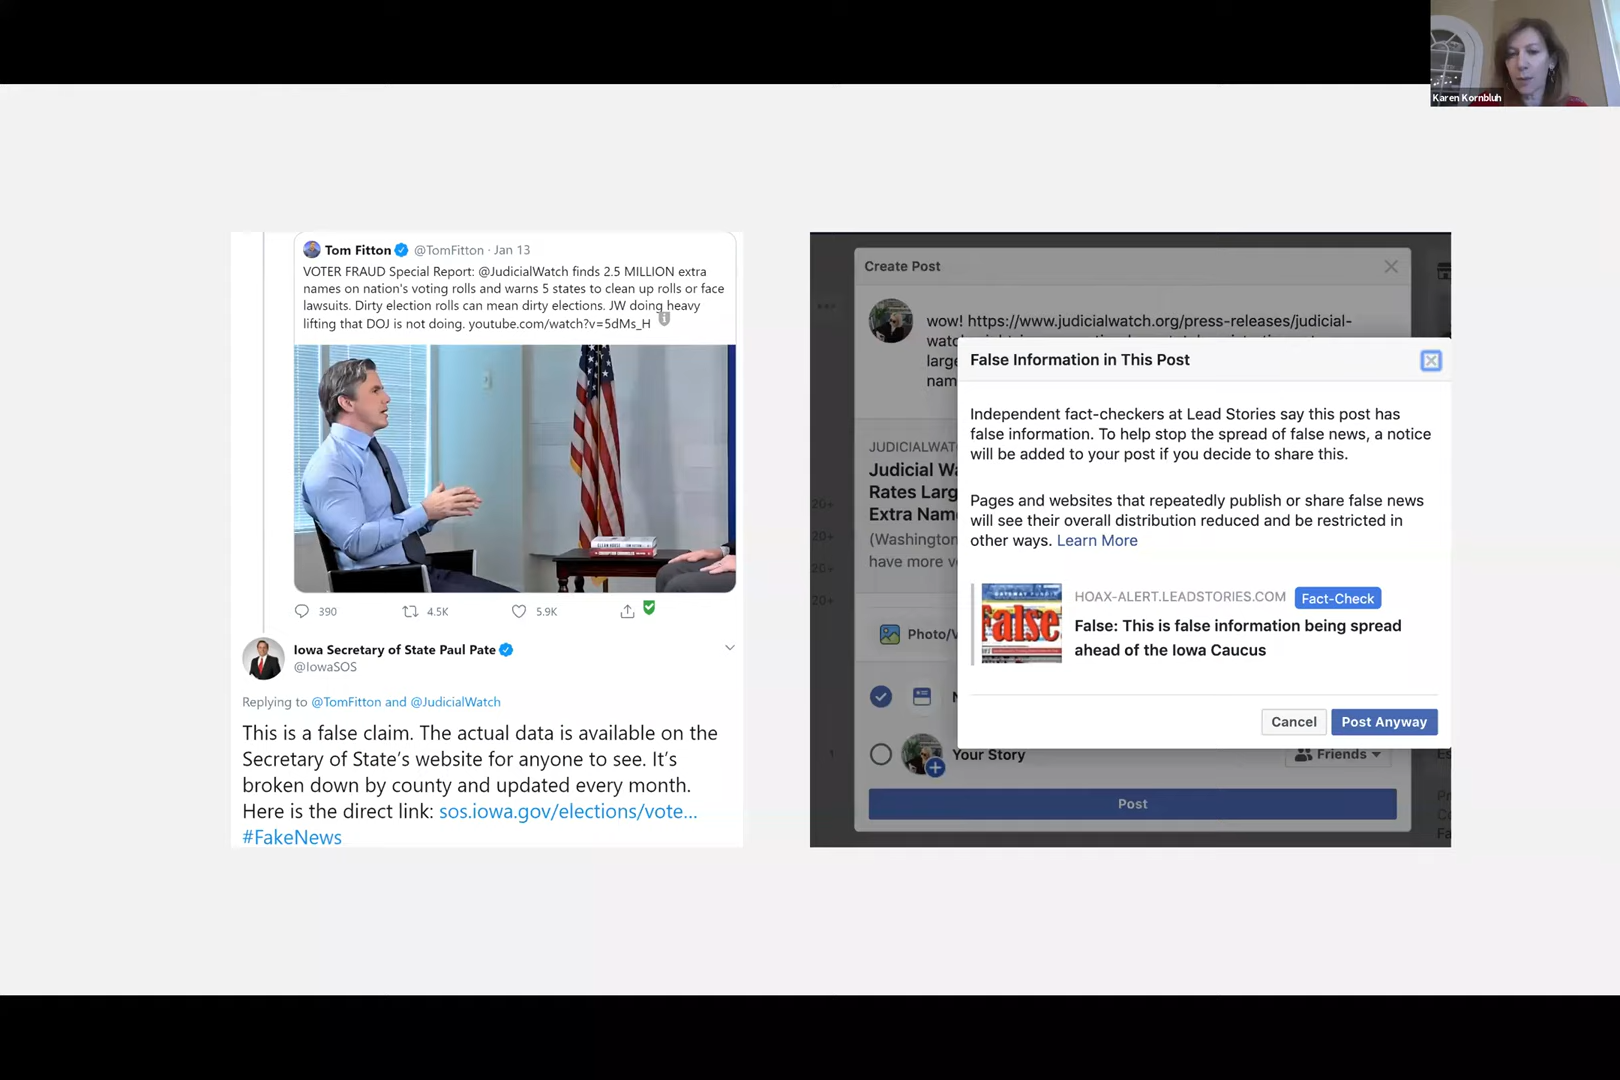 Karen Kornbluh
Tom Fitton @TomFitton · Jan 13
VOTER FRAUD Special Report: @JudicialWatch finds 2.5 MILLION extra
names on nation's voting rolls and warns 5 states to clean up rolls or face
lawsuits. Dirty election rolls can mean dirty elections. JW doing heavy
lifting that DOJ is not doing. youtube.com/watch?v=5dMs_H
390 4.5K 5.9K
Iowa Secretary of State Paul Pate
@IowaSOS
Replying to @TomFitton and @JudicialWatch
This is a false claim. The actual data is available on the
Secretary of State's website for anyone to see. It's
broken down by county and updated every month.
Here is the direct link: sos.iowa.gov/elections/vote...
#FakeNews
Create Post
wow! https://www.judicialwatch.org/press-releases/judicial-
large
JUDICIALWAT
Judicial Wa
Rates Larg
Extra Nam
(Washington
have more v
20+
20+
20+
20+
Photo/V
Your Story
Friends
Post
False Information in This Post
Independent fact-checkers at Lead Stories say this post has
false information. To help stop the spread of false news, a notice
will be added to your post if you decide to share this.
Pages and websites that repeatedly publish or share false news
will see their overall distribution reduced and be restricted in
other ways. Learn More
False
HOAX-ALERT.LEADSTORIES.COM Fact-Check
False: This is false information being spread
ahead of the Iowa Caucus
Cancel Post Anyway